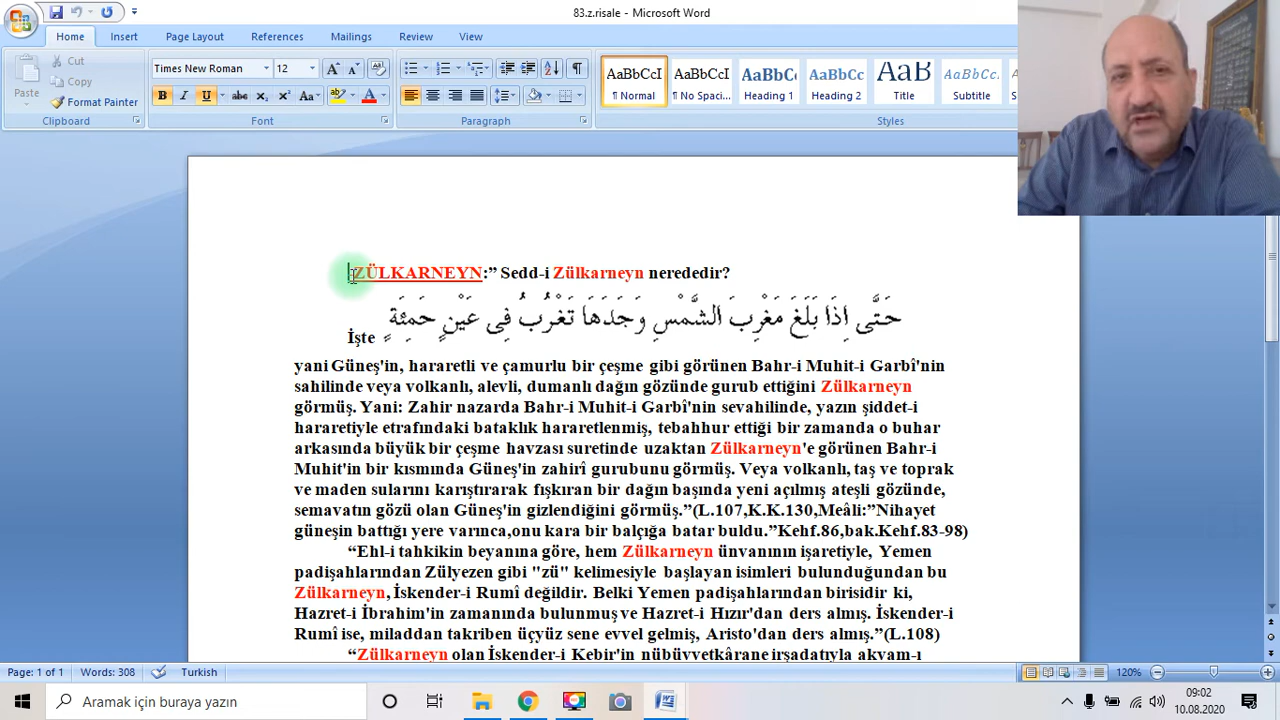 83.z.risale - Microsoft Word
Home Insert Page Layout References Mailings Review View
Cut
Copy
Paste
Format Painter
Times New Roman 12
AaBbCcI AaBbCcI AaBbC AaBbCc AaB AaBbCcI
¶ Normal ¶ No Spaci... Heading 1 Heading 2 Title Subtitle
Clipboard Font Paragraph Styles
ZÜLKARNEYN:” Sedd-i Zülkarneyn nerededir?
حَتَّى اِذَا بَلَغَ مَغْرِبَ الشَّمْسِ وَجَدَهَا تَغْرُبُ فِى عَيْنٍ حَمِئَةٍ
İşte
yani Güneş'in, hararetli ve çamurlu bir çeşme gibi görünen Bahr-i Muhit-i Garbî'nin
sahilinde veya volkanlı, alevli, dumanlı dağın gözünde gurub ettiğini Zülkarneyn
görmüş. Yani: Zahir nazarda Bahr-i Muhit-i Garbî'nin sevahilinde, yazın şiddet-i
hararetiyle etrafındaki bataklık hararetlenmiş, tebahhur ettiği bir zamanda o buhar
arkasında büyük bir çeşme havzası suretinde uzaktan Zülkarneyn'e görünen Bahr-i
Muhit'in bir kısmında Güneş'in zahirî gurubunu görmüş. Veya volkanlı, taş ve toprak
ve maden sularını karıştırarak fışkıran bir dağın başında yeni açılmış ateşli gözünde,
semavatın gözü olan Güneş'in gizlendiğini görmüş.”(L.107,K.K.130,Meâli:”Nihayet
güneşin battığı yere varınca,onu kara bir balçığa batar buldu.”Kehf.86,bak.Kehf.83-98)
“Ehl-i tahkikin beyanına göre, hem Zülkarneyn ünvanının işaretiyle, Yemen
padişahlarından Zülyezen gibi "zü" kelimesiyle başlayan isimleri bulunduğundan bu
Zülkarneyn, İskender-i Rumî değildir. Belki Yemen padişahlarından birisidir ki,
Hazret-i İbrahim'in zamanında bulunmuş ve Hazret-i Hızır'dan ders almış. İskender-i
Rumî ise, miladdan takriben üçyüz sene evvel gelmiş, Aristo'dan ders almış.”(L.108)
“Zülkarneyn olan İskender-i Kebir'in nübüvvetkârane irşadatıyla akvam-ı
Page: 1 of 1 Words: 308 Turkish 120%
Aramak için buraya yazın
09:02
10.08.2020